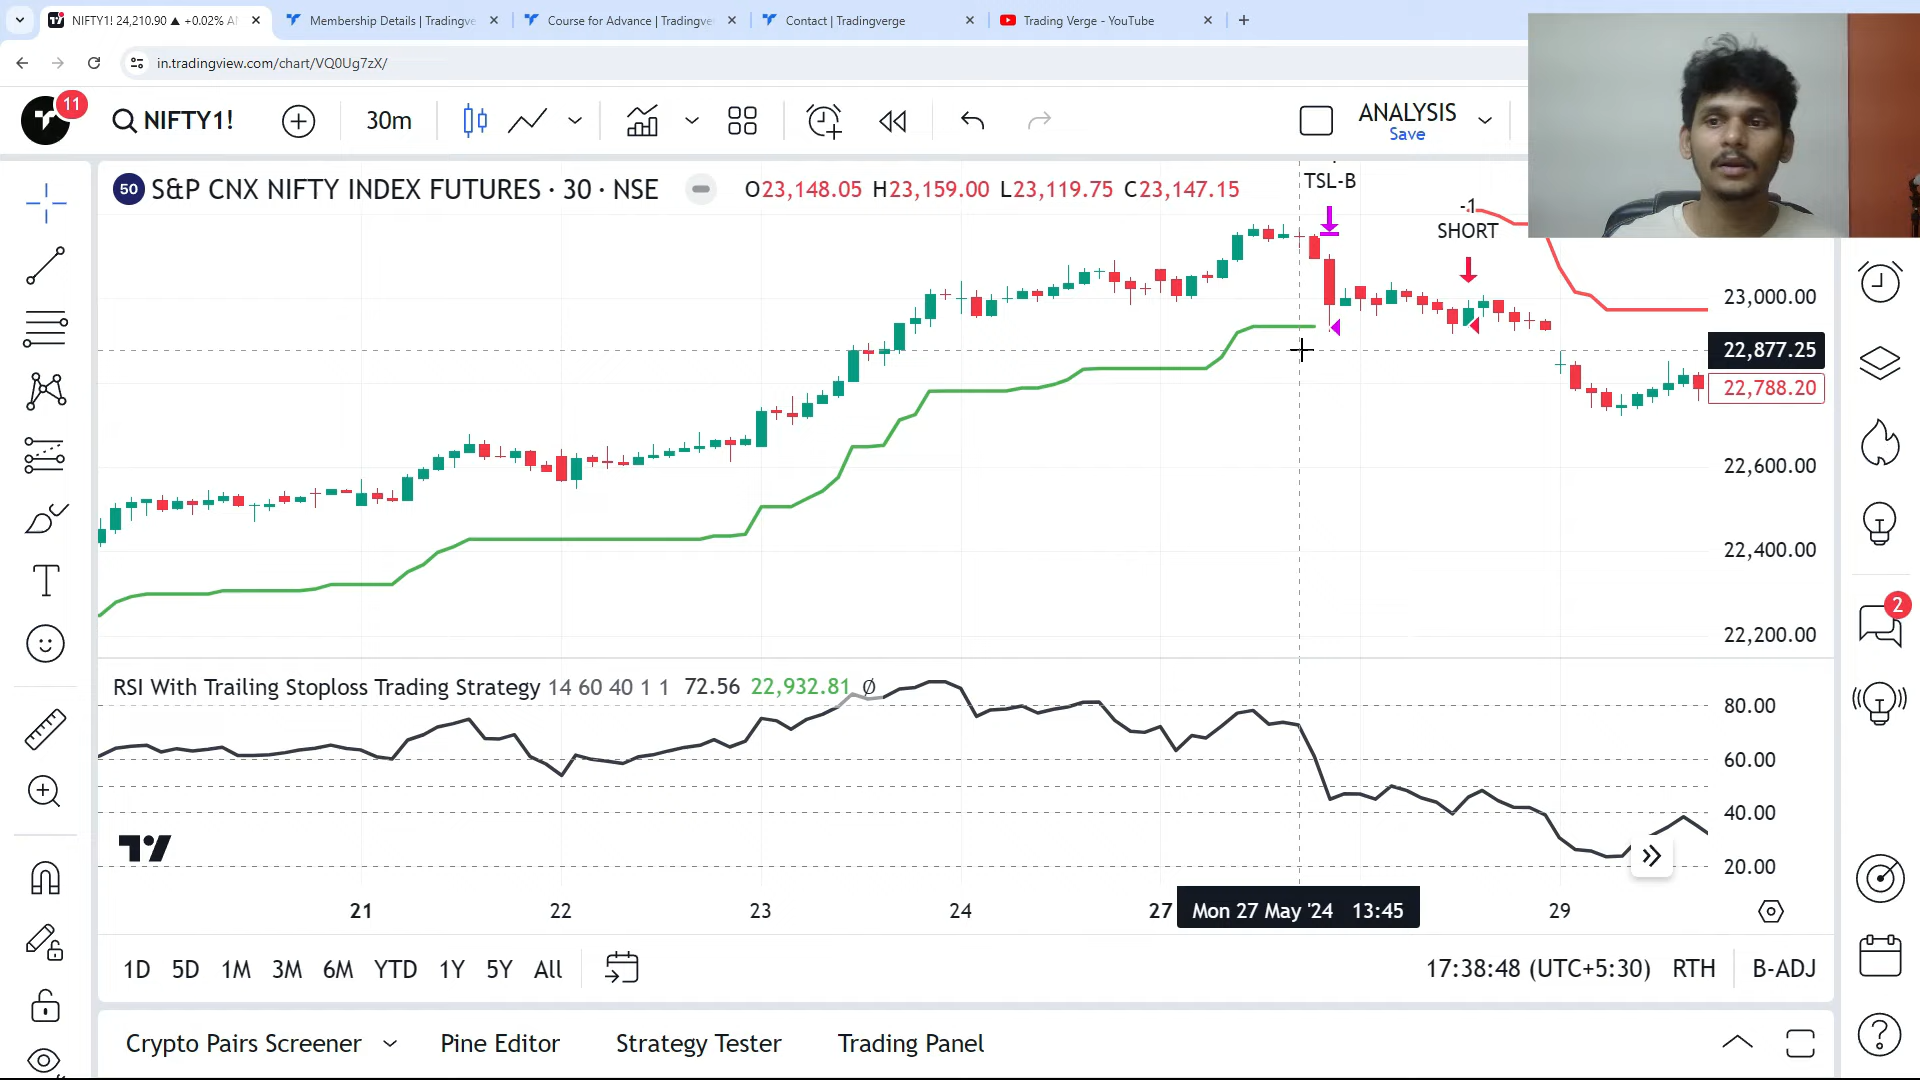 NIFTY1! 24,210.90 ▲ +0.02%
Membership Details | Tradingve
Course for Advance | Tradingve
Contact | Tradingverge
Trading Verge - YouTube
in.tradingview.com/chart/VQ0Ug7zX/
11
NIFTY1!
30m
ANALYSIS
Save
50
S&P CNX NIFTY INDEX FUTURES · 30 · NSE
O23,148.05 H23,159.00 L23,119.75 C23,147.15
TSL-B
-1
SHORT
23,000.00
22,877.25
22,788.20
22,600.00
22,400.00
22,200.00
2
RSI With Trailing Stoploss Trading Strategy 14 60 40 1 1 72.56 22,932.81 Ø
80.00
60.00
40.00
20.00
21
22
23
24
27
Mon 27 May '24 13:45
29
1D 5D 1M 3M 6M YTD 1Y 5Y All
17:38:48 (UTC+5:30) RTH B-ADJ
Crypto Pairs Screener
Pine Editor
Strategy Tester
Trading Panel